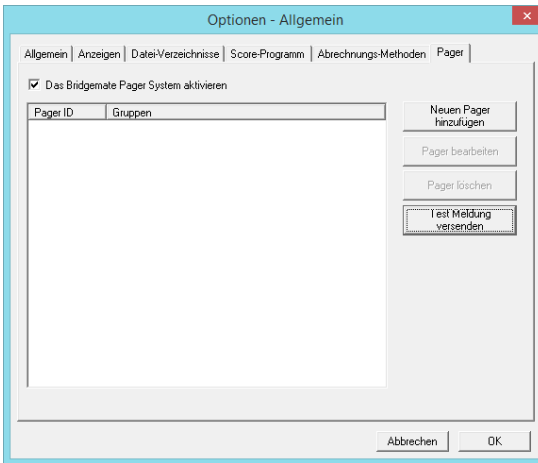 Optionen - Allgemein
Allgemein Anzeigen Datei-Verzeichnisse Score-Programm Abrechnungs-Methoden Pager
Das Bridgemate Pager System aktivieren
Pager ID Gruppen
Neuen Pager
hinzufügen
Pager bearbeiten
Pager löschen
Test Meldung
versenden
Abbrechen OK